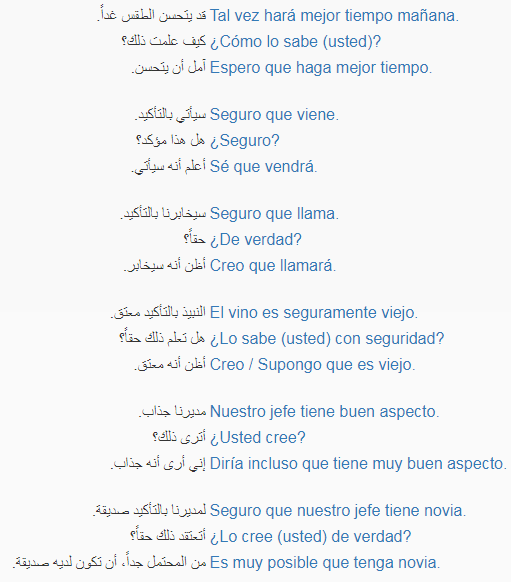 قد يتحسن الطقس غداً. Tal vez hará mejor tiempo mañana.
كيف علمت ذلك؟ ¿Cómo lo sabe (usted)?
آمل أن يتحسن. Espero que haga mejor tiempo.
سيأتي بالتأكيد. Seguro que viene.
هل هذا مؤكد؟ ¿Seguro?
أعلم أنه سيأتي. Sé que vendrá.
سيخابرنا بالتأكيد. Seguro que llama.
حقاً؟ ¿De verdad?
أظن أنه سيخابر. Creo que llamará.
النبيذ بالتأكيد معتق. El vino es seguramente viejo.
هل تعلم ذلك حقاً؟ ¿Lo sabe (usted) con seguridad?
أظن أنه معتق. Creo / Supongo que es viejo.
مديرنا جذاب. Nuestro jefe tiene buen aspecto.
أترى ذلك؟ ¿Usted cree?
إني أرى أنه جذاب. Diría incluso que tiene muy buen aspecto.
لمديرنا بالتأكيد صديقة. Seguro que nuestro jefe tiene novia.
أتعتقد ذلك حقاً؟ ¿Lo cree (usted) de verdad?
من المحتمل جداً، أن تكون لديه صديقة. Es muy posible que tenga novia.